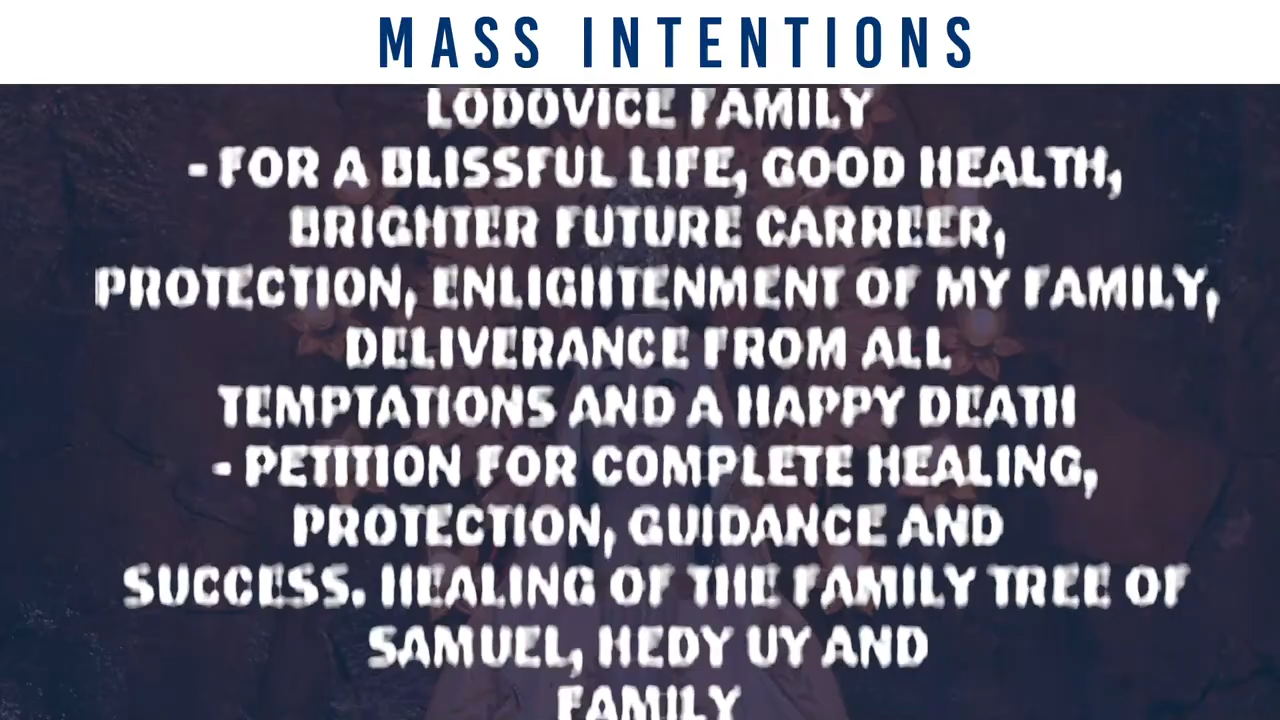 MASS INTENTIONS
LODOVICE FAMILY
- FOR A BLISSFUL LIFE, GOOD HEALTH,
BRIGHTER FUTURE CARREER,
PROTECTION, ENLIGHTENMENT OF MY FAMILY,
DELIVERANCE FROM ALL
TEMPTATIONS AND A HAPPY DEATH
- PETITION FOR COMPLETE HEALING,
PROTECTION, GUIDANCE AND
SUCCESS. HEALING OF THE FAMILY TREE OF
SAMUEL, HEDY UY AND
FAMILY